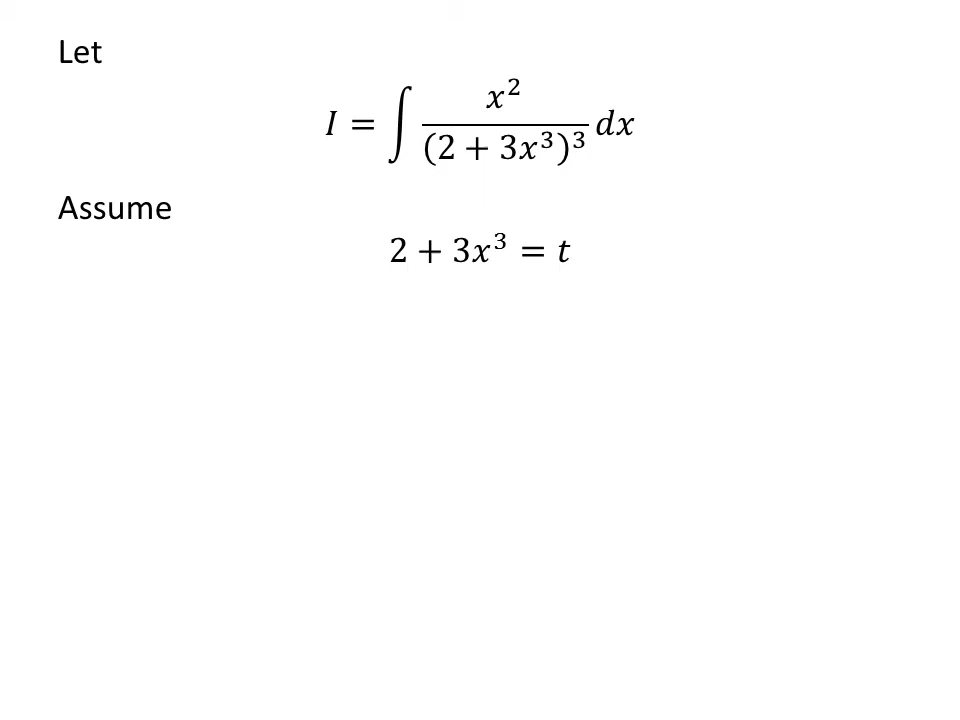 Let
𝐼 = ∫ 𝑥²/(2 + 3𝑥³)³ 𝑑𝑥
Assume
2 + 3𝑥³ = 𝑡